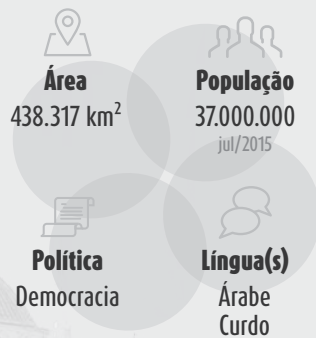 Área
438.317 km²
População
37.000.000
jul/2015
Política
Democracia
Língua(s)
Árabe
Curdo